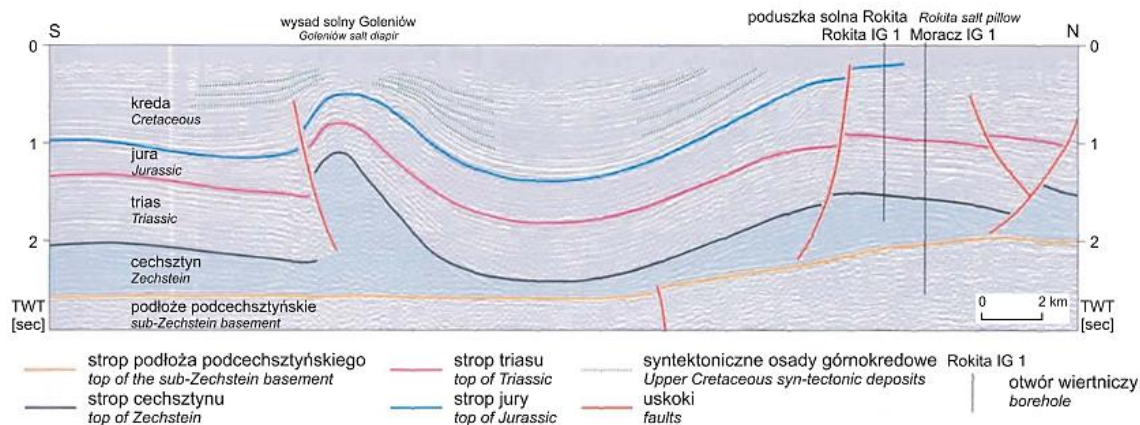 S
wysad solny Goleniów
Goleniów salt diapir
poduszka solna Rokita
Rokita salt pillow
Rokita IG 1
Moracz IG 1
N
0
0
kreda
Cretaceous
1
1
jura
Jurassic
trias
Triassic
2
2
cechsztyn
Zechstein
TWT
[sec]
podłoże podcechsztyńskie
sub-Zechstein basement
0 2 km
TWT
[sec]
strop podłoża podcechsztyńskiego
top of the sub-Zechstein basement
strop cechsztynu
top of Zechstein
strop triasu
top of Triassic
strop jury
top of Jurassic
syntektoniczne osady górnokredowe
Upper Cretaceous syn-tectonic deposits
uskoki
faults
Rokita IG 1
otwór wiertniczy
borehole